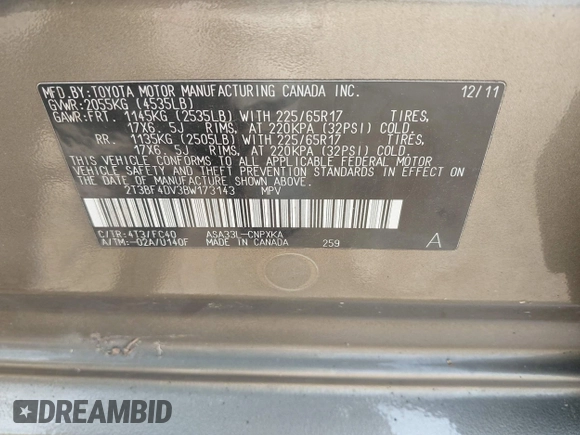 MFD.BY:TOYOTA MOTOR MANUFACTURING CANADA INC. 12/11
GVWR:2055KG (4535LB)
GAWR:FRT. 1145KG (2535LB) WITH 225/65R17 TIRES,
17X6. 5J RIMS, AT 220KPA (32PSI) COLD.
RR. 1135KG (2505LB) WITH 225/65R17 TIRES,
17X6. 5J RIMS, AT 220KPA (32PSI) COLD.
THIS VEHICLE CONFORMS TO ALL APPLICABLE FEDERAL MOTOR
VEHICLE SAFETY AND THEFT PREVENTION STANDARDS IN EFFECT ON
THE DATE OF MANUFACTURE SHOWN ABOVE.
2T3BF4DV3BW173143 MPV
C/TR:4T3/FC40 ASA33L-CNPXKA
A/TM:-02A/U140F MADE IN CANADA 259 A
DREAMBID